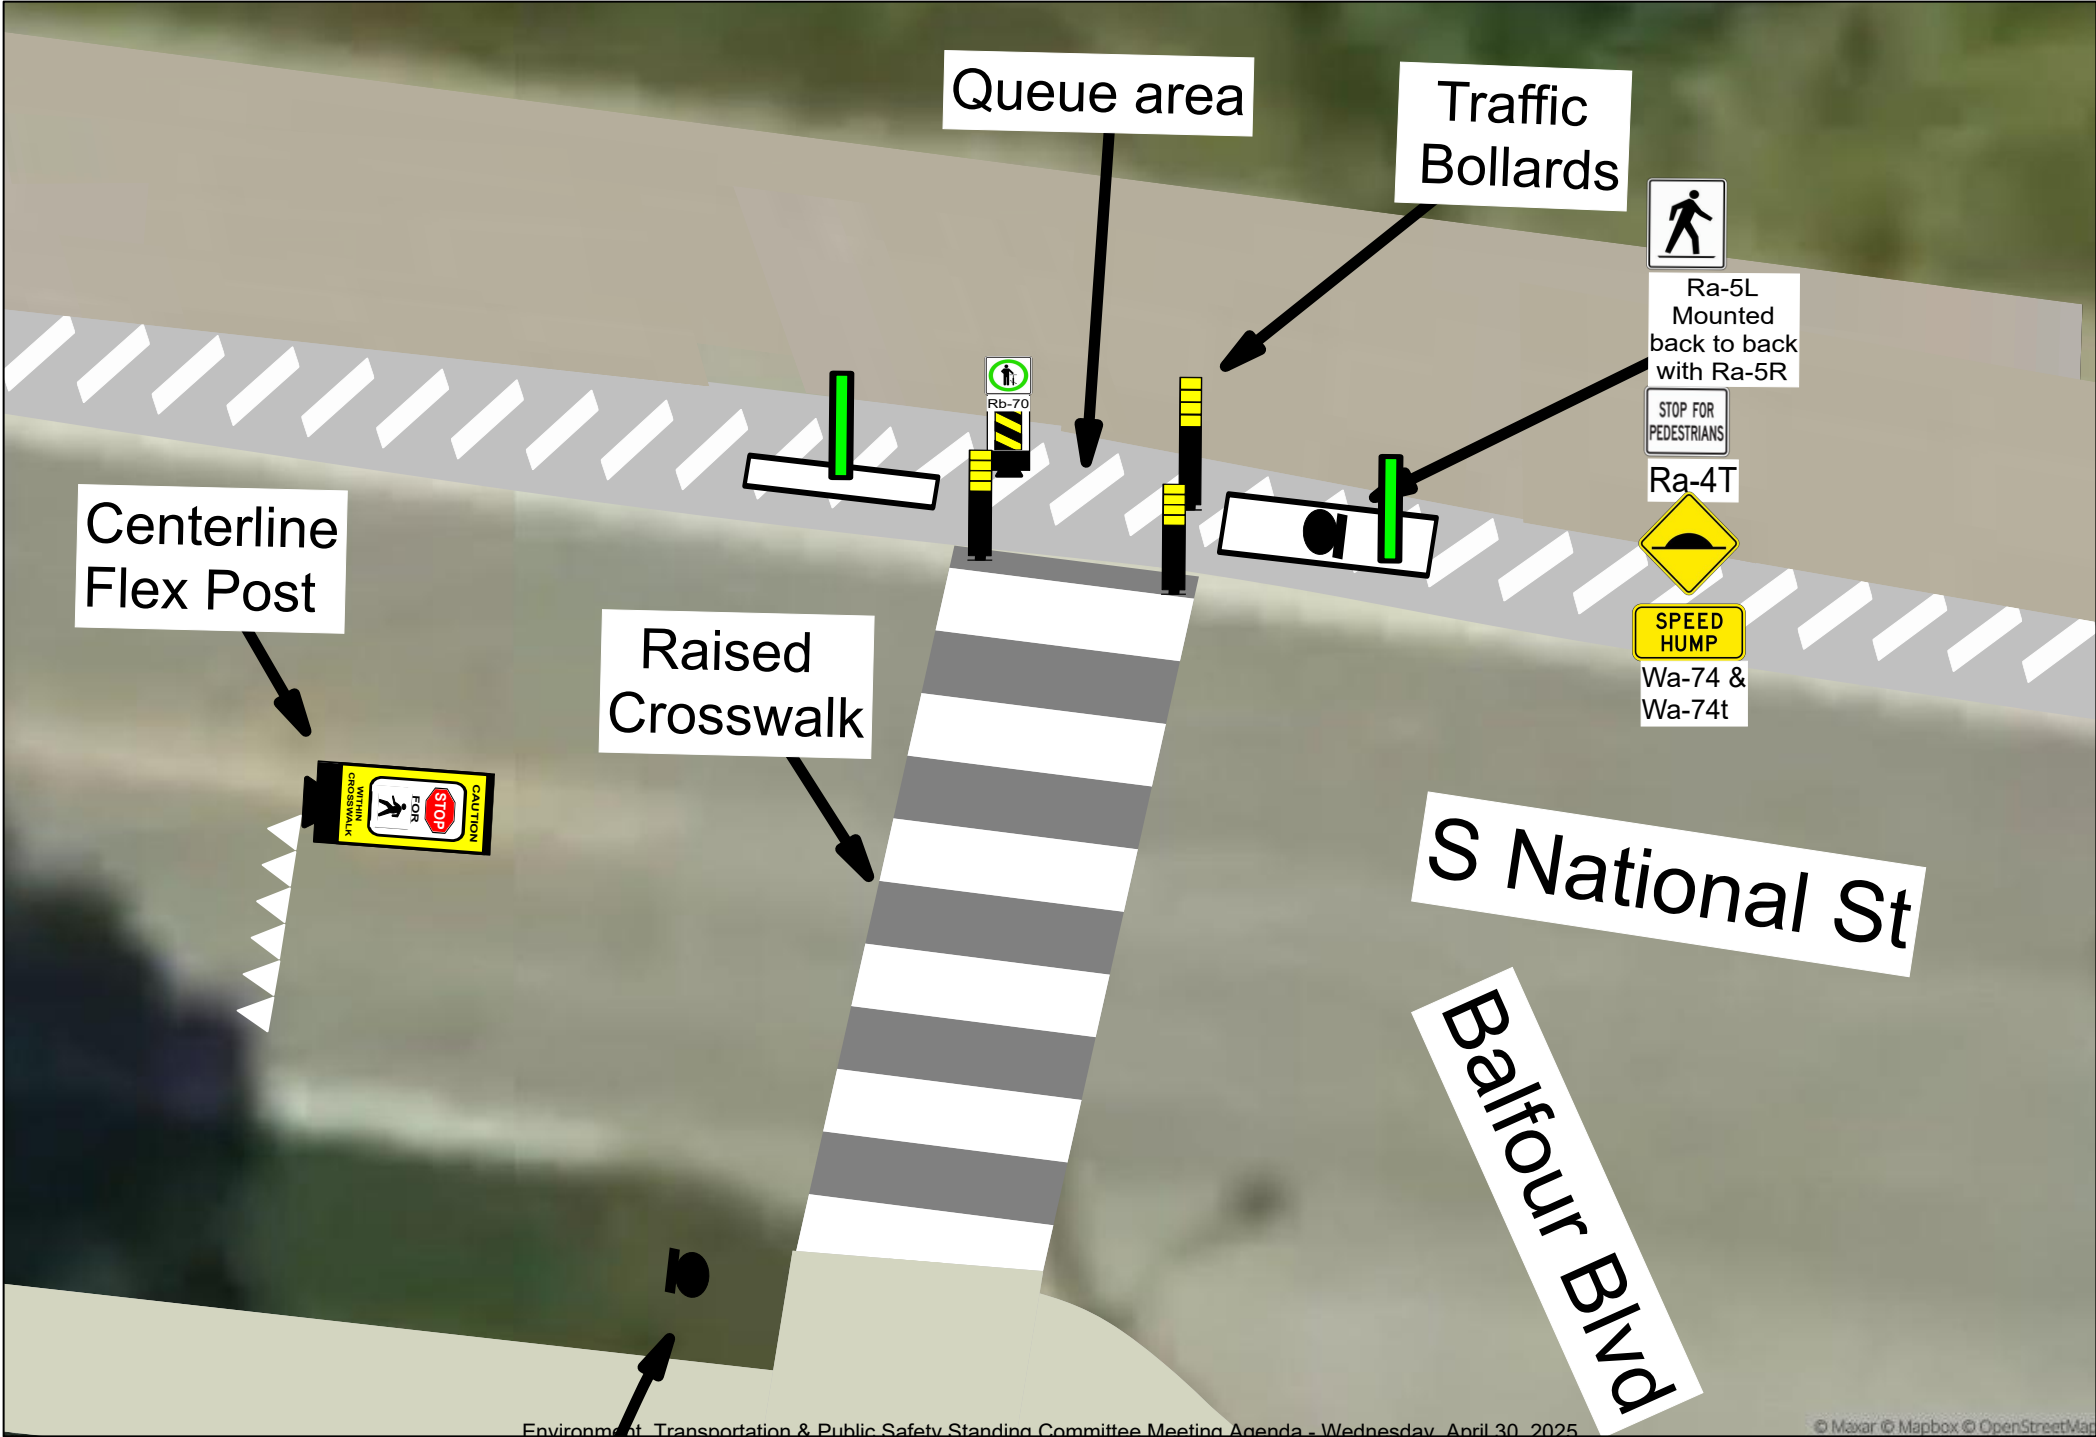 Queue area
Traffic
Bollards
Ra-5L
Mounted
back to back
with Ra-5R
STOP FOR
PEDESTRIANS
Ra-4T
SPEED
HUMP
Wa-74 &
Wa-74t
Rb-70
Centerline
Flex Post
Raised
Crosswalk
CAUTION
STOP
FOR
WITHIN
CROSSWALK
S National St
Balfour Blvd
Environment, Transportation & Public Safety Standing Committee Meeting Agenda - Wednesday, April 30, 2025
© Maxar © Mapbox © OpenStreetMap